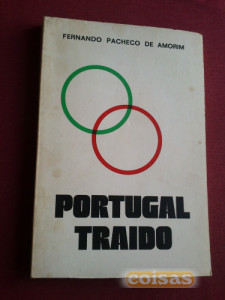 FERNANDO PACHECO DE AMORIM
PORTUGAL
TRAIDO
coisas